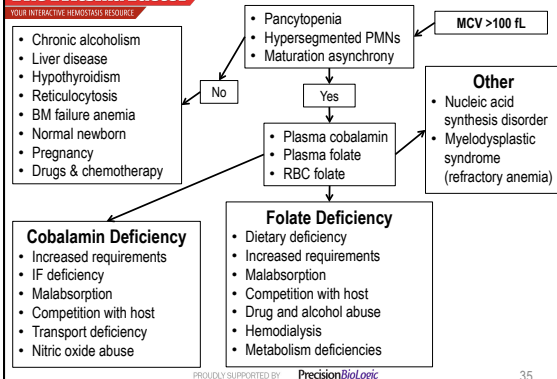 YOUR INTERACTIVE HEMOSTASIS RESOURCE
• Pancytopenia
• Hypersegmented PMNs
• Maturation asynchrony
MCV >100 fL
• Chronic alcoholism
• Liver disease
• Hypothyroidism
• Reticulocytosis
• BM failure anemia
• Normal newborn
• Pregnancy
• Drugs & chemotherapy
No
Yes
Other
• Nucleic acid
synthesis disorder
• Myelodysplastic
syndrome
(refractory anemia)
• Plasma cobalamin
• Plasma folate
• RBC folate
Cobalamin Deficiency
• Increased requirements
• IF deficiency
• Malabsorption
• Competition with host
• Transport deficiency
• Nitric oxide abuse
Folate Deficiency
• Dietary deficiency
• Increased requirements
• Malabsorption
• Competition with host
• Drug and alcohol abuse
• Hemodialysis
• Metabolism deficiencies
PROUDLY SUPPORTED BY PrecisionBioLogic
35